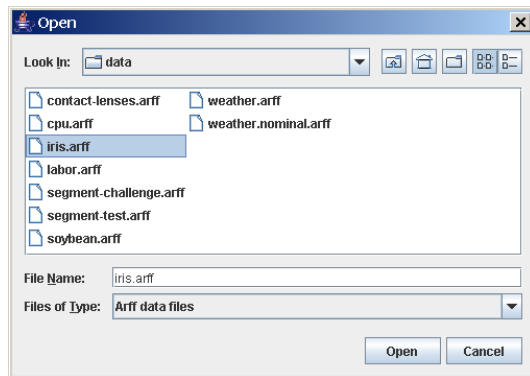 Open
Look In: data
contact-lenses.arff
cpu.arff
iris.arff
labor.arff
segment-challenge.arff
segment-test.arff
soybean.arff
weather.arff
weather.nominal.arff
File Name: iris.arff
Files of Type: Arff data files
Open Cancel